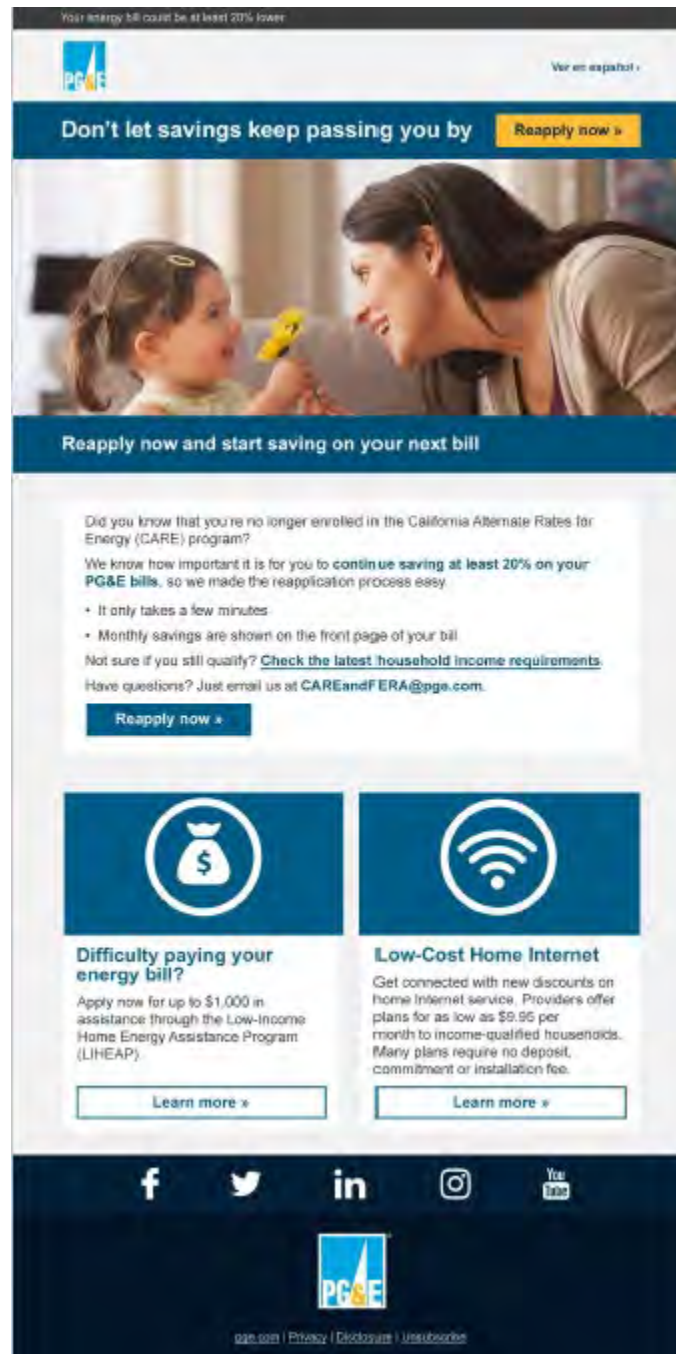 Your energy bill could be at least 20% lower
PG&E
Ver en español ›
Don't let savings keep passing you by
Reapply now »
Reapply now and start saving on your next bill
Did you know that you're no longer enrolled in the California Alternate Rates for
Energy (CARE) program?
We know how important it is for you to continue saving at least 20% on your
PG&E bills, so we made the reapplication process easy
• It only takes a few minutes
• Monthly savings are shown on the front page of your bill
Not sure if you still qualify? Check the latest household income requirements.
Have questions? Just email us at CAREandFERA@pge.com.
Reapply now »
$
Difficulty paying your
energy bill?
Apply now for up to $1,000 in
assistance through the Low-Income
Home Energy Assistance Program
(LIHEAP)
Learn more »
Low-Cost Home Internet
Get connected with new discounts on
home Internet service. Providers offer
plans for as low as $9.95 per
month to income-qualified households.
Many plans require no deposit,
commitment or installation fee.
Learn more »
f
in
You
Tube
PG&E
pge.com | Privacy | Disclosure | Unsubscribe